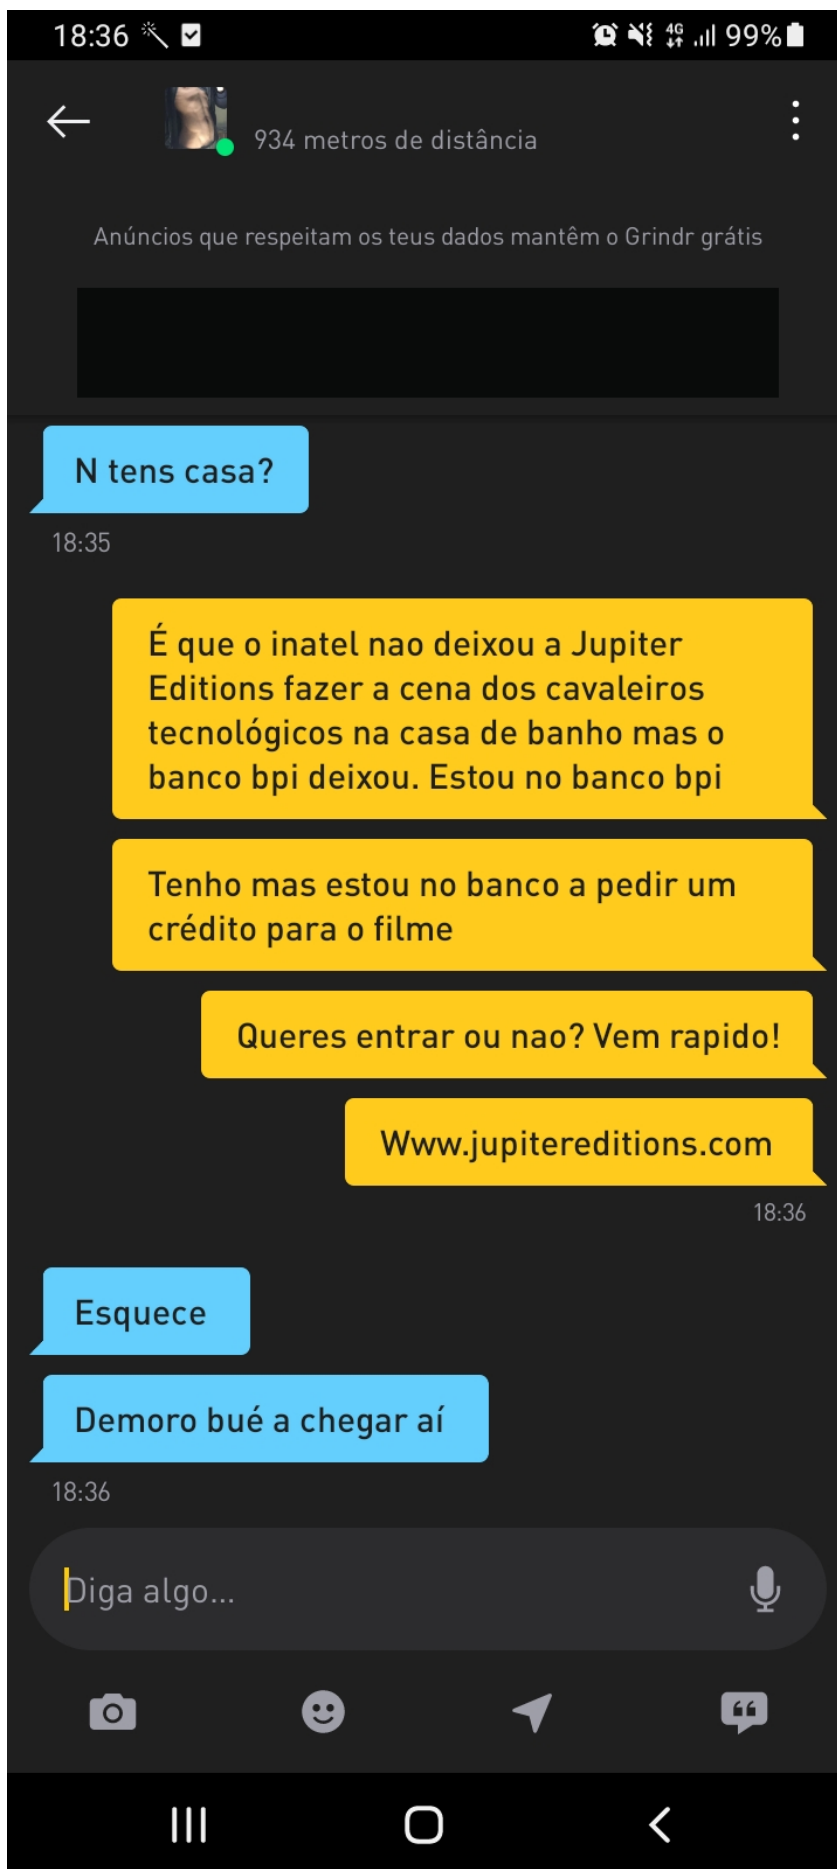 18:36
4G
99%
934 metros de distância
Anúncios que respeitam os teus dados mantêm o Grindr grátis
N tens casa?
18:35
É que o inatel nao deixou a Jupiter
Editions fazer a cena dos cavaleiros
tecnológicos na casa de banho mas o
banco bpi deixou. Estou no banco bpi
Tenho mas estou no banco a pedir um
crédito para o filme
Queres entrar ou nao? Vem rapido!
Www.jupitereditions.com
18:36
Esquece
Demoro bué a chegar aí
18:36
Diga algo...